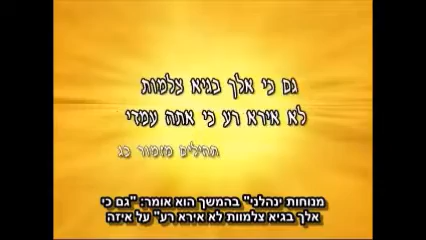 גם כי אלך בגיא צלמות
לא אירא רע כי אתה עמדי
תהילים מזמור כג
מנוחות ינהלני" בהמשך הוא אומר: "גם כי
אלך בגיא צלמוות לא אירא רע" על איזה